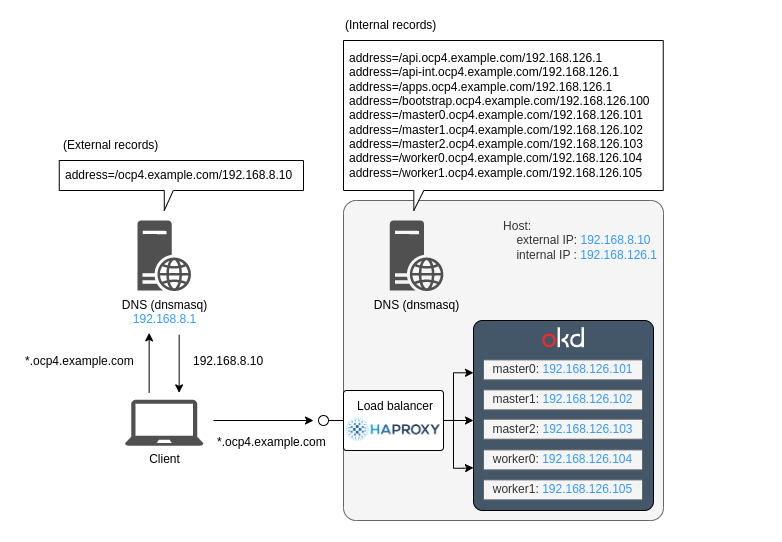 (Internal records)
address=/api.ocp4.example.com/192.168.126.1
address=/api-int.ocp4.example.com/192.168.126.1
address=/apps.ocp4.example.com/192.168.126.1
address=/bootstrap.ocp4.example.com/192.168.126.100
address=/master0.ocp4.example.com/192.168.126.101
address=/master1.ocp4.example.com/192.168.126.102
address=/master2.ocp4.example.com/192.168.126.103
address=/worker0.ocp4.example.com/192.168.126.104
address=/worker1.ocp4.example.com/192.168.126.105
(External records)
address=/ocp4.example.com/192.168.8.10
DNS (dnsmasq)
192.168.8.1
*.ocp4.example.com
192.168.8.10
Client
*.ocp4.example.com
DNS (dnsmasq)
Host:
external IP: 192.168.8.10
internal IP : 192.168.126.1
Load balancer
HAPROXY
okd
master0: 192.168.126.101
master1: 192.168.126.102
master2: 192.168.126.103
worker0: 192.168.126.104
worker1: 192.168.126.105